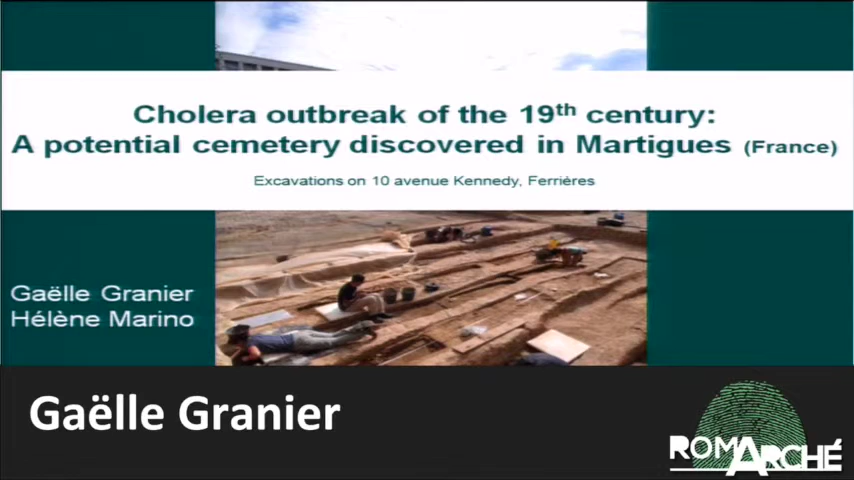 Cholera outbreak of the 19th century:
A potential cemetery discovered in Martigues (France)
Excavations on 10 avenue Kennedy, Ferrières
Gaëlle Granier
Hélène Marino
Gaëlle Granier
ROMARCHÉ